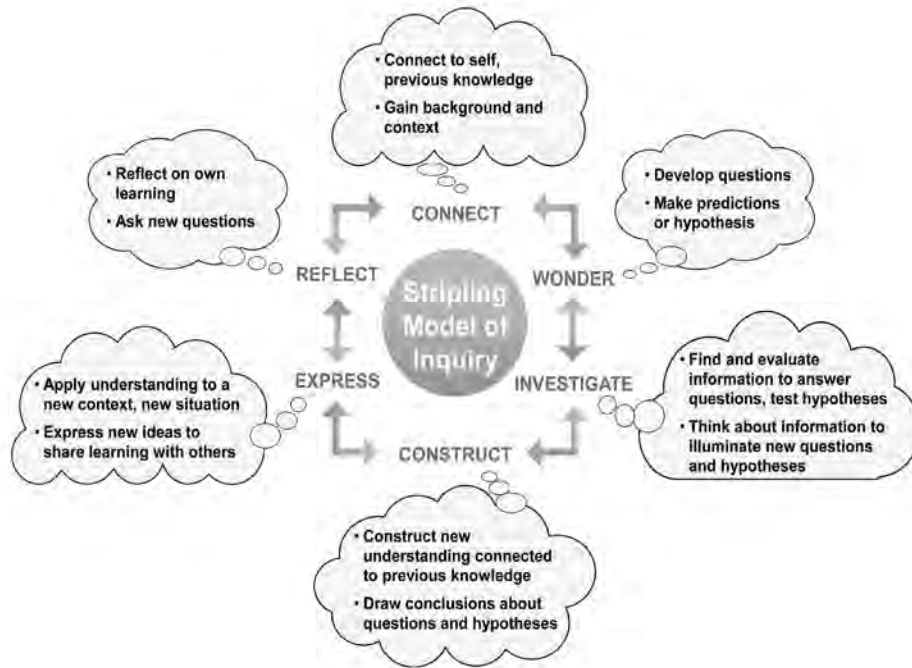 • Connect to self,
previous knowledge
• Gain background and
context
CONNECT
• Develop questions
• Make predictions
or hypothesis
WONDER
• Find and evaluate
information to answer
questions, test hypotheses
• Think about information to
illuminate new questions
and hypotheses
INVESTIGATE
CONSTRUCT
• Construct new
understanding connected
to previous knowledge
• Draw conclusions about
questions and hypotheses
EXPRESS
• Apply understanding to a
new context, new situation
• Express new ideas to
share learning with others
REFLECT
• Reflect on own
learning
• Ask new questions
Stripling
Model of
Inquiry